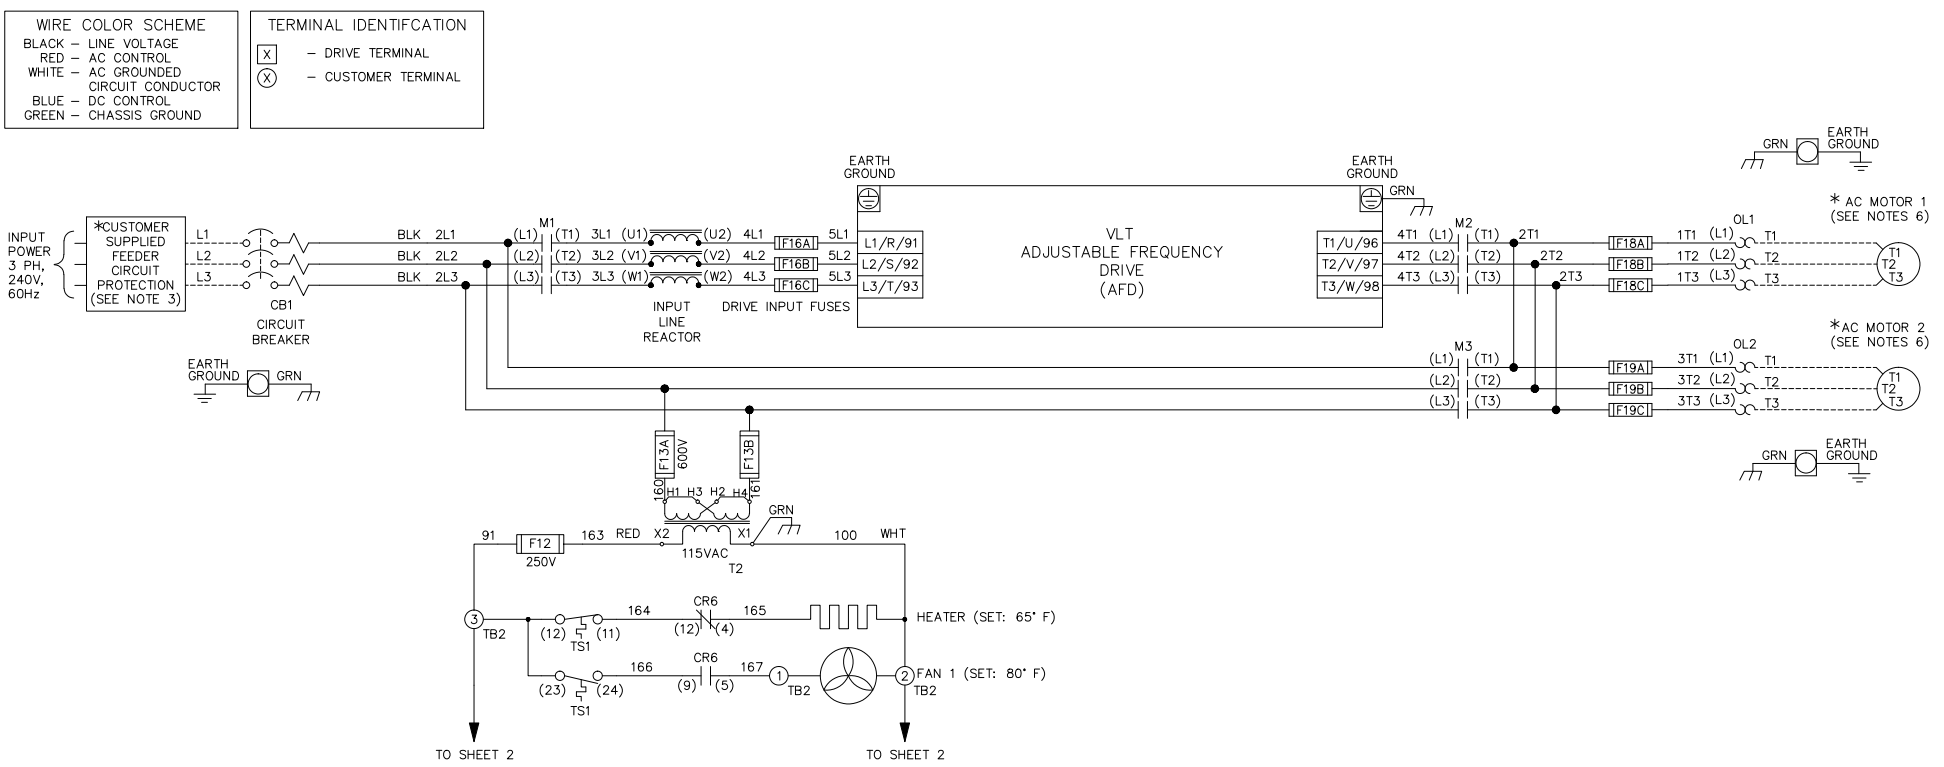 WIRE COLOR SCHEME
BLACK – LINE VOLTAGE
RED – AC CONTROL
WHITE – AC GROUNDED
CIRCUIT CONDUCTOR
BLUE – DC CONTROL
GREEN – CHASSIS GROUND
TERMINAL IDENTIFCATION
X – DRIVE TERMINAL
X – CUSTOMER TERMINAL
INPUT
POWER
3 PH,
240V,
60Hz
*CUSTOMER
SUPPLIED
FEEDER
CIRCUIT
PROTECTION
(SEE NOTE 3)
L1
L2
L3
CB1
CIRCUIT
BREAKER
EARTH
GROUND
GRN
BLK 2L1
BLK 2L2
BLK 2L3
M1
(L1) (T1) 3L1 (U1) (U2) 4L1 F16A 5L1
(L2) (T2) 3L2 (V1) (V2) 4L2 F16B 5L2
(L3) (T3) 3L3 (W1) (W2) 4L3 F16C 5L3
INPUT
LINE
REACTOR
DRIVE INPUT FUSES
EARTH
GROUND
L1/R/91
L2/S/92
L3/T/93
VLT
ADJUSTABLE FREQUENCY
DRIVE
(AFD)
EARTH
GROUND
GRN
T1/U/96
T2/V/97
T3/W/98
M2
4T1 (L1) (T1) 2T1 F18A 1T1 (L1) T1
4T2 (L2) (T2) 2T2 F18B 1T2 (L2) T2
4T3 (L3) (T3) 2T3 F18C 1T3 (L3) T3
OL1
GRN
EARTH
GROUND
* AC MOTOR 1
(SEE NOTES 6)
T1
T2
T3
M3
(L1) (T1) F19A 3T1 (L1) T1
(L2) (T2) F19B 3T2 (L2) T2
(L3) (T3) F19C 3T3 (L3) T3
OL2
*AC MOTOR 2
(SEE NOTES 6)
T1
T2
T3
GRN
EARTH
GROUND
F13A
600V
F13B
160
161
H1 H3 H2 H4
GRN
91 F12 163 RED X2 X1 100 WHT
250V
115VAC
T2
3
TB2
164 CR6 165
(12) (11) (12) (4)
TS1
HEATER (SET: 65° F)
166 CR6 167 1 2
(23) (24) (9) (5) TB2 TB2
TS1
FAN 1 (SET: 80° F)
TO SHEET 2
TO SHEET 2